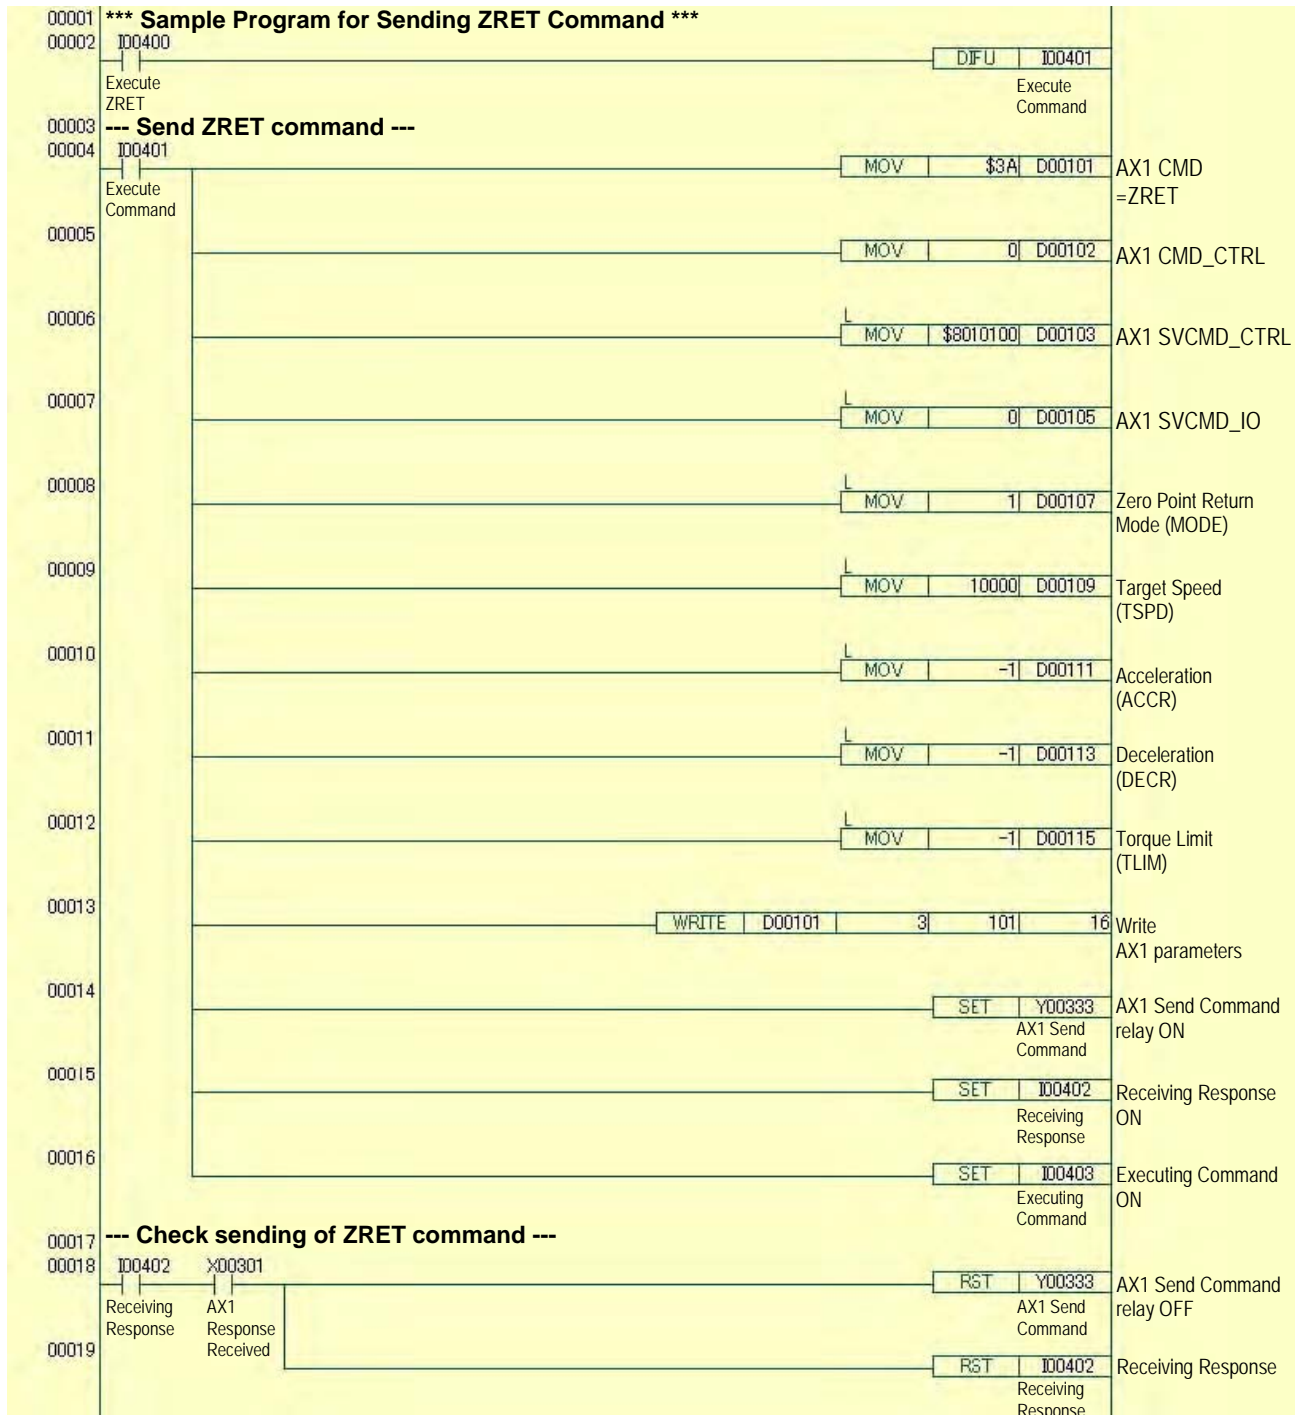 00001 *** Sample Program for Sending ZRET Command ***
00002 I00400
DIFU I00401
Execute
ZRET
Execute
Command
00003 --- Send ZRET command ---
00004 I00401
MOV $3A D00101 AX1 CMD
=ZRET
Execute
Command
00005
MOV 0 D00102 AX1 CMD_CTRL
00006
L
MOV $8010100 D00103 AX1 SVCMD_CTRL
00007
L
MOV 0 D00105 AX1 SVCMD_IO
00008
L
MOV 1 D00107 Zero Point Return
Mode (MODE)
00009
L
MOV 10000 D00109 Target Speed
(TSPD)
00010
L
MOV -1 D00111 Acceleration
(ACCR)
00011
L
MOV -1 D00113 Deceleration
(DECR)
00012
L
MOV -1 D00115 Torque Limit
(TLIM)
00013
WRITE D00101 3 101 16 Write
AX1 parameters
00014
SET Y00333 AX1 Send Command
relay ON
AX1 Send
Command
00015
SET I00402 Receiving Response
ON
Receiving
Response
00016
SET I00403 Executing Command
ON
Executing
Command
00017 --- Check sending of ZRET command ---
00018 I00402 X00301
RST Y00333 AX1 Send Command
relay OFF
Receiving
Response
AX1
Response
Received
AX1 Send
Command
00019
RST I00402 Receiving Response
Receiving
Response